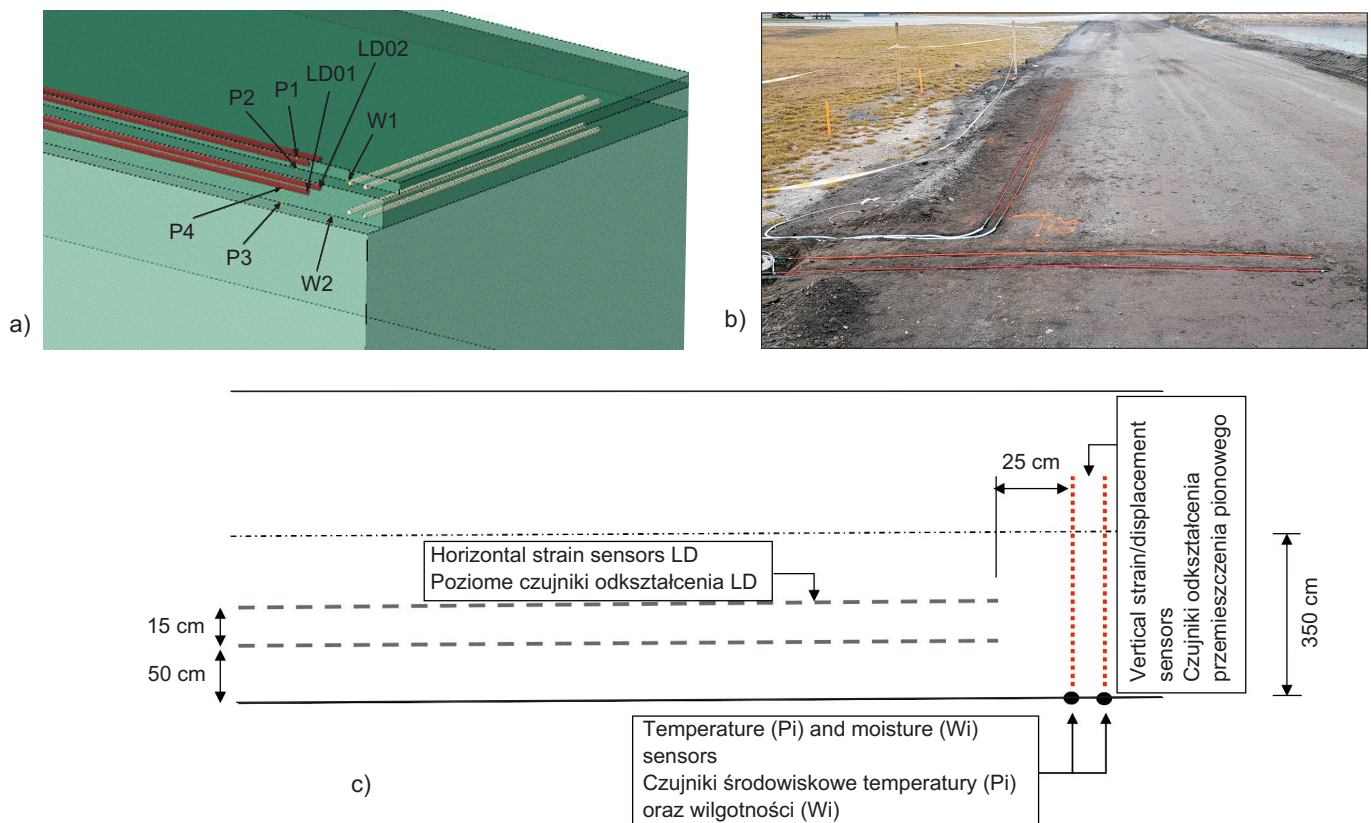 LD02
LD01
P1
P2
W1
P4
P3
W2
a)
b)
25 cm
Vertical strain/displacement
sensors
Czujniki odkształcenia
przemieszczenia pionowego
Horizontal strain sensors LD
Poziome czujniki odkształcenia LD
15 cm
50 cm
350 cm
Temperature (Pi) and moisture (Wi)
sensors
Czujniki środowiskowe temperatury (Pi)
oraz wilgotności (Wi)
c)